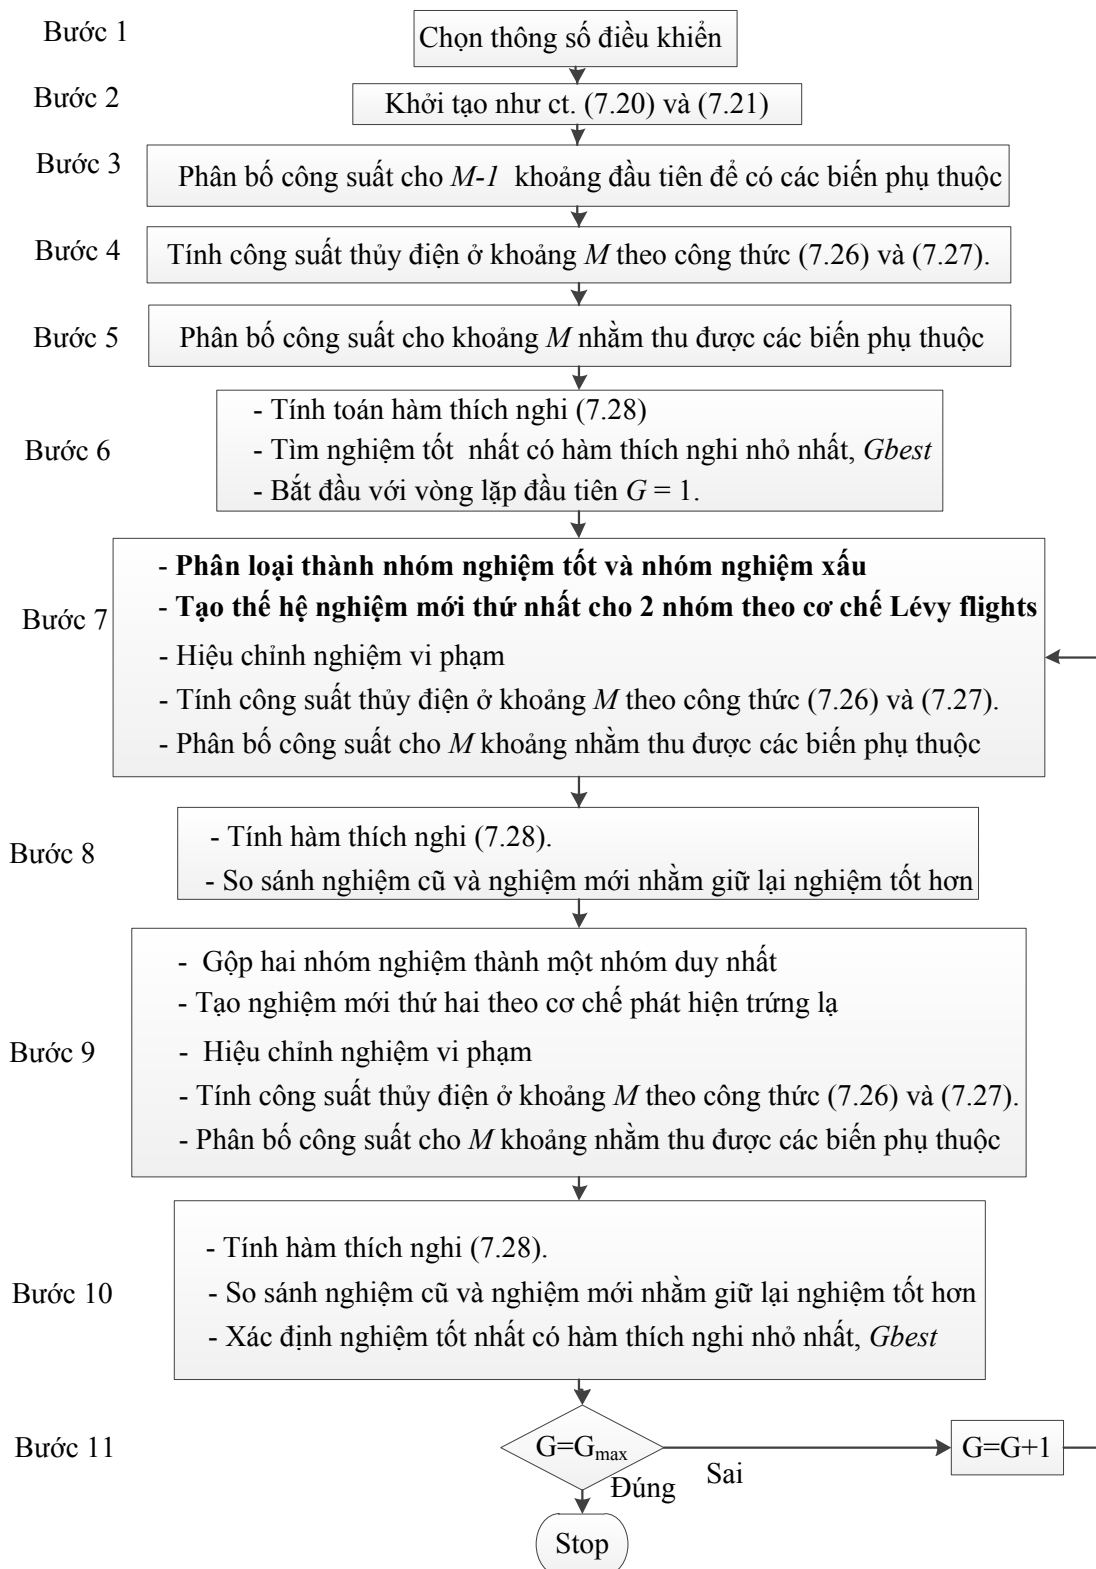 Bước 1
Chọn thông số điều khiển
Bước 2
Khởi tạo như ct. (7.20) và (7.21)
Bước 3
Phân bố công suất cho M-1 khoảng đầu tiên để có các biến phụ thuộc
Bước 4
Tính công suất thủy điện ở khoảng M theo công thức (7.26) và (7.27).
Bước 5
Phân bố công suất cho khoảng M nhằm thu được các biến phụ thuộc
Bước 6
- Tính toán hàm thích nghi (7.28)
- Tìm nghiệm tốt nhất có hàm thích nghi nhỏ nhất, Gbest
- Bắt đầu với vòng lặp đầu tiên G = 1.
Bước 7
- Phân loại thành nhóm nghiệm tốt và nhóm nghiệm xấu
- Tạo thế hệ nghiệm mới thứ nhất cho 2 nhóm theo cơ chế Lévy flights
- Hiệu chỉnh nghiệm vi phạm
- Tính công suất thủy điện ở khoảng M theo công thức (7.26) và (7.27).
- Phân bố công suất cho M khoảng nhằm thu được các biến phụ thuộc
Bước 8
- Tính hàm thích nghi (7.28).
- So sánh nghiệm cũ và nghiệm mới nhằm giữ lại nghiệm tốt hơn
Bước 9
- Gộp hai nhóm nghiệm thành một nhóm duy nhất
- Tạo nghiệm mới thứ hai theo cơ chế phát hiện trứng lạ
- Hiệu chỉnh nghiệm vi phạm
- Tính công suất thủy điện ở khoảng M theo công thức (7.26) và (7.27).
- Phân bố công suất cho M khoảng nhằm thu được các biến phụ thuộc
Bước 10
- Tính hàm thích nghi (7.28).
- So sánh nghiệm cũ và nghiệm mới nhằm giữ lại nghiệm tốt hơn
- Xác định nghiệm tốt nhất có hàm thích nghi nhỏ nhất, Gbest
Bước 11
G=Gmax
G=G+1
Sai
Đúng
Stop